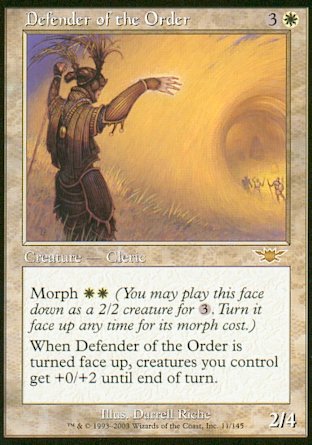 Defender of the Order 3
Creature — Cleric
Morph (You may play this face
down as a 2/2 creature for 3. Turn it
face up any time for its morph cost.)
When Defender of the Order is
turned face up, creatures you control
get +0/+2 until end of turn.
Illus. Darrell Riche
™ & © 1993-2003 Wizards of the Coast, Inc. 11/145
2/4